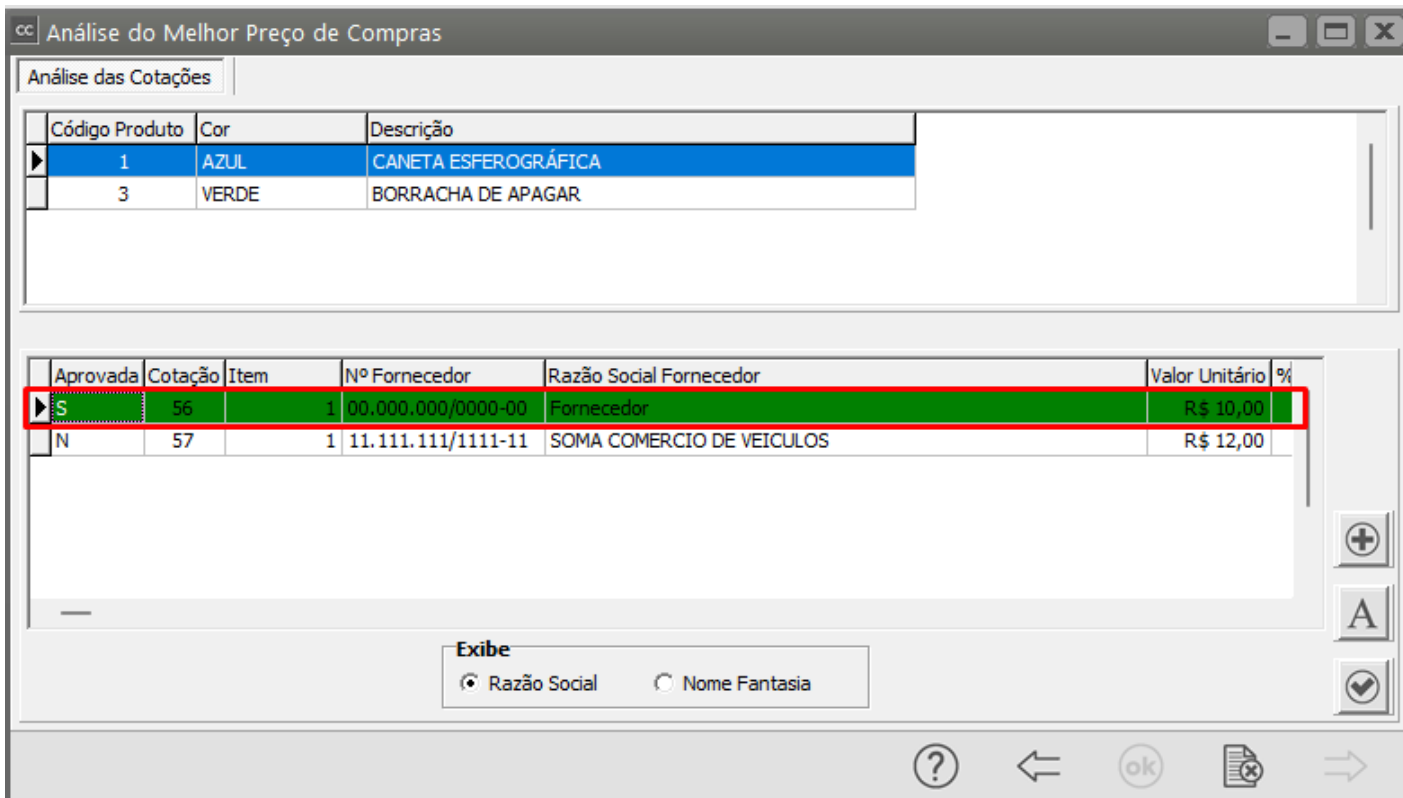 cc Análise do Melhor Preço de Compras
Análise das Cotações
Código Produto Cor Descrição
1 AZUL CANETA ESFEROGRÁFICA
3 VERDE BORRACHA DE APAGAR
Aprovada Cotação Item Nº Fornecedor Razão Social Fornecedor Valor Unitário %
S 56 1 00.000.000/0000-00 Fornecedor R$ 10,00
N 57 1 11.111.111/1111-11 SOMA COMERCIO DE VEICULOS R$ 12,00
A
Exibe
Razão Social Nome Fantasia
? ok